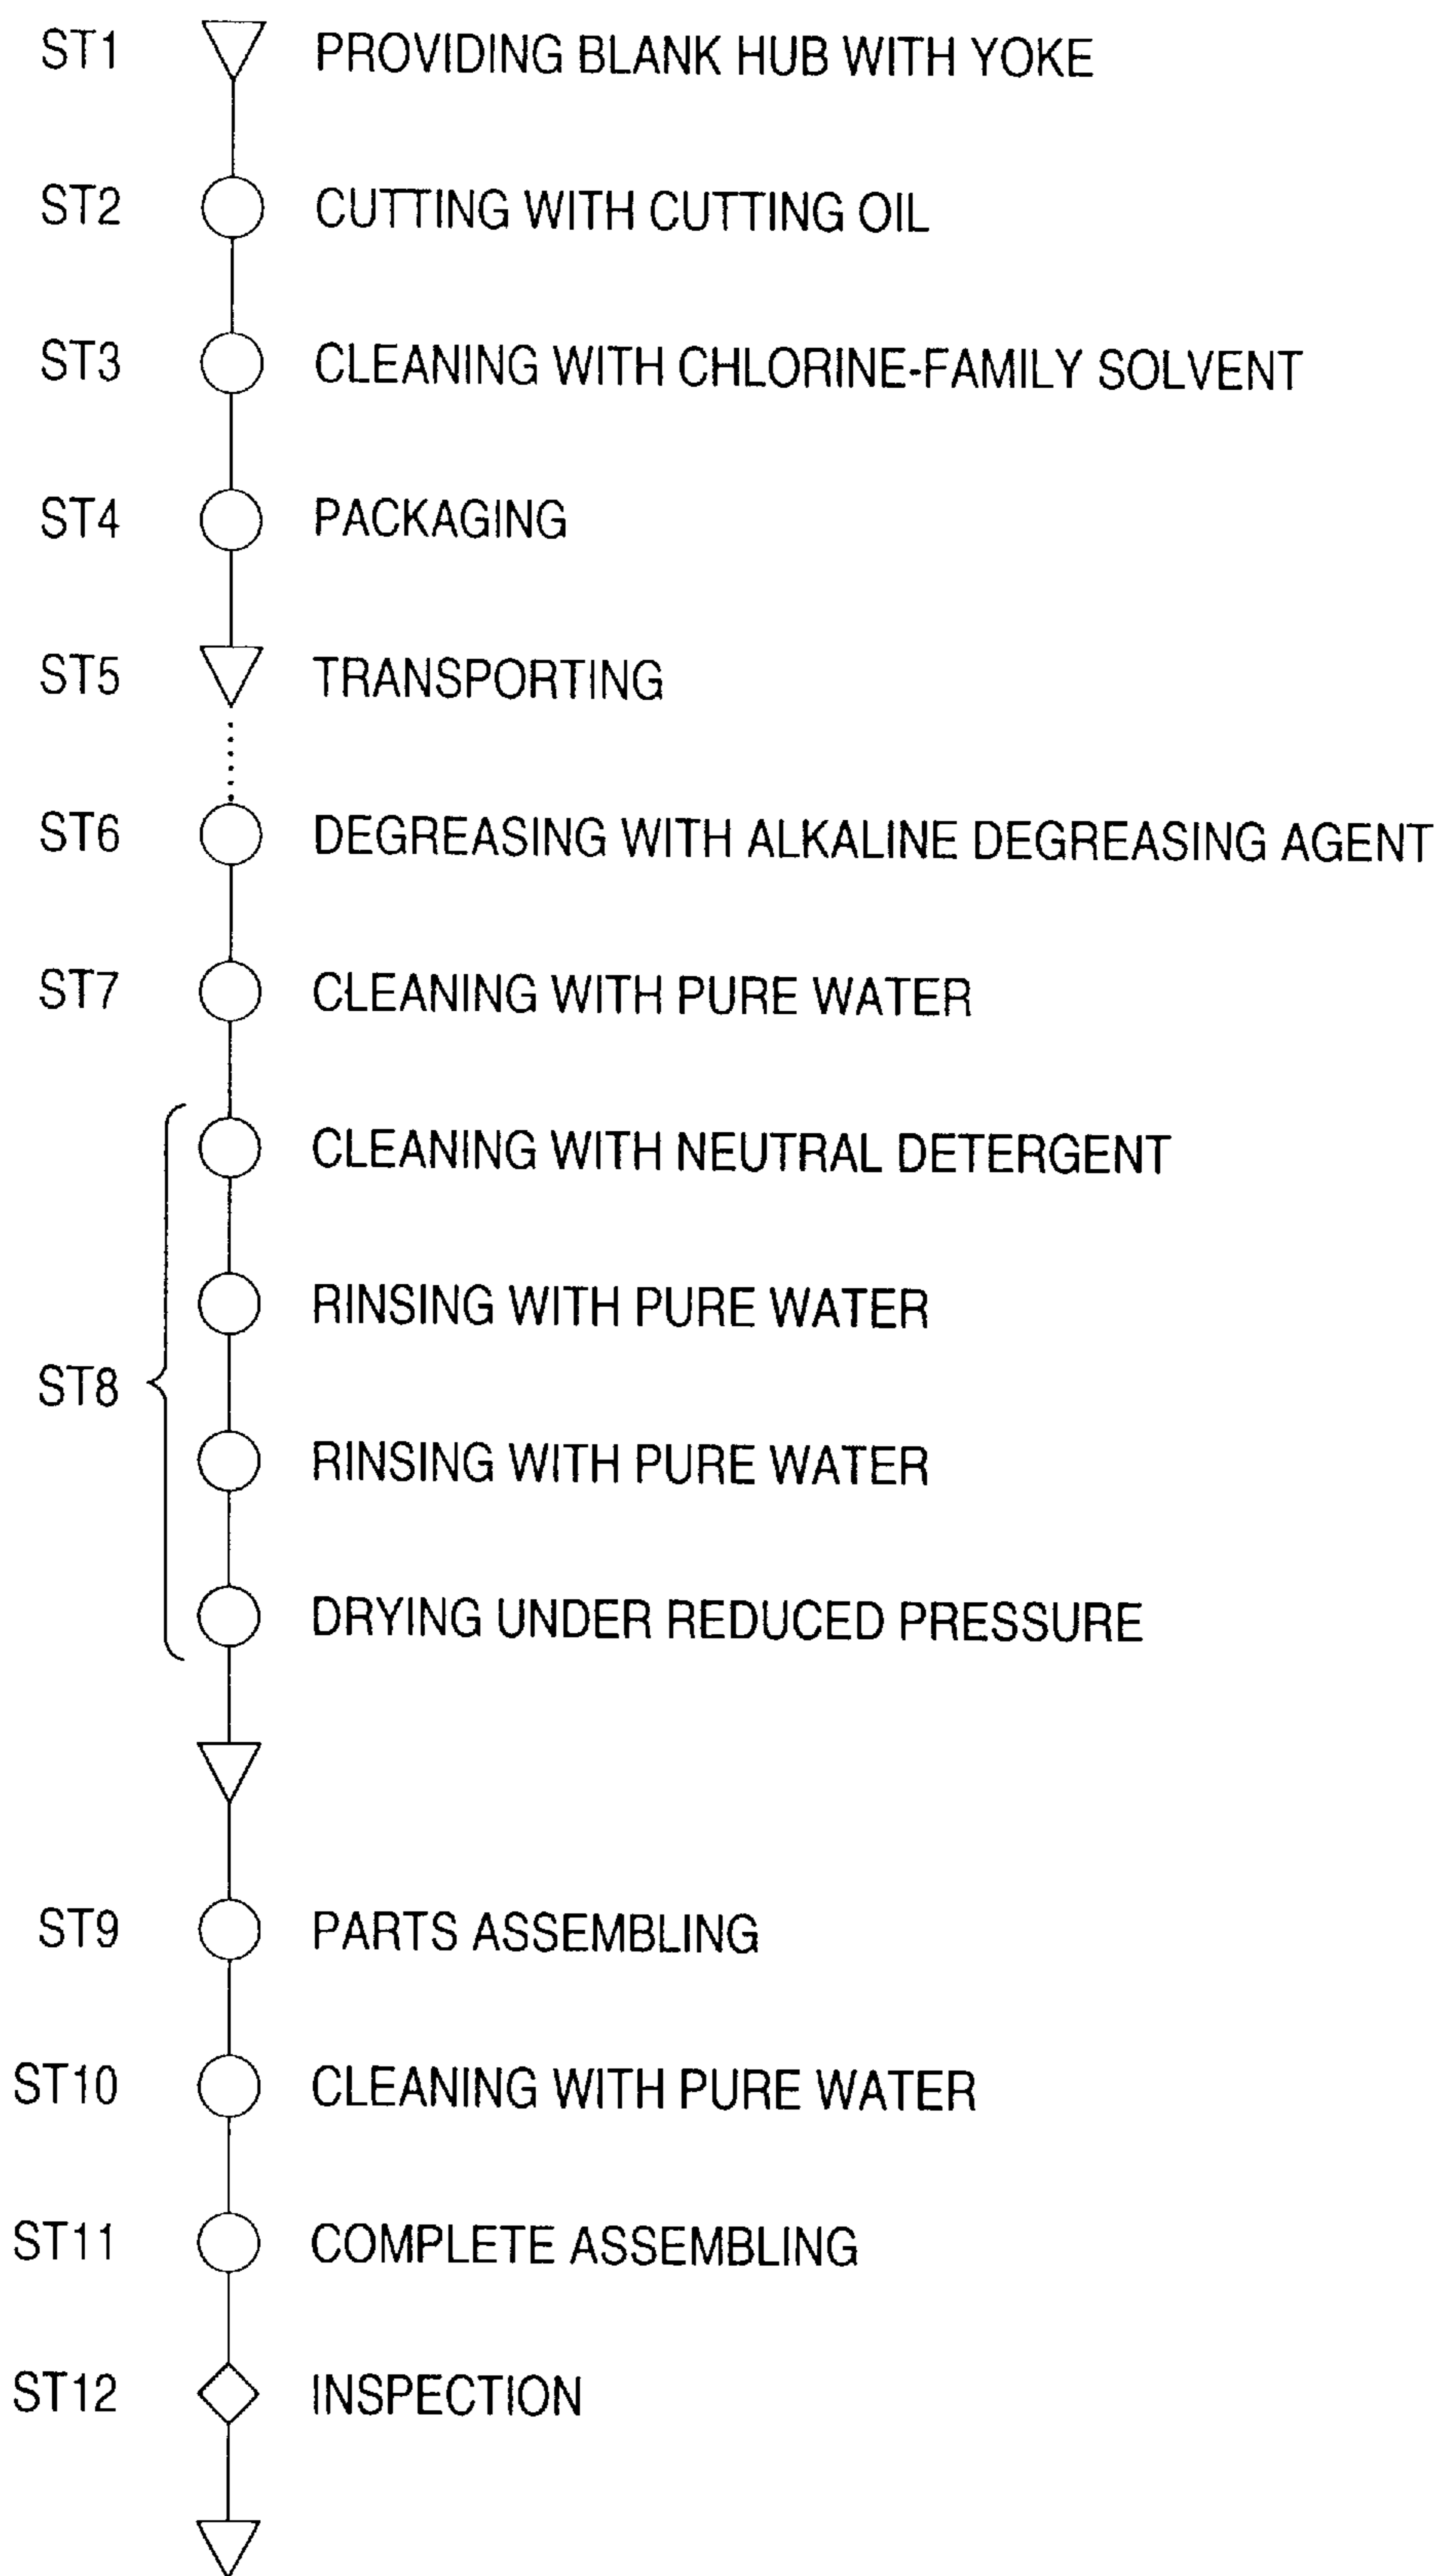 ST1 PROVIDING BLANK HUB WITH YOKE
ST2 CUTTING WITH CUTTING OIL
ST3 CLEANING WITH CHLORINE-FAMILY SOLVENT
ST4 PACKAGING
ST5 TRANSPORTING
ST6 DEGREASING WITH ALKALINE DEGREASING AGENT
ST7 CLEANING WITH PURE WATER
CLEANING WITH NEUTRAL DETERGENT
RINSING WITH PURE WATER
ST8
RINSING WITH PURE WATER
DRYING UNDER REDUCED PRESSURE
ST9 PARTS ASSEMBLING
ST10 CLEANING WITH PURE WATER
ST11 COMPLETE ASSEMBLING
ST12 INSPECTION